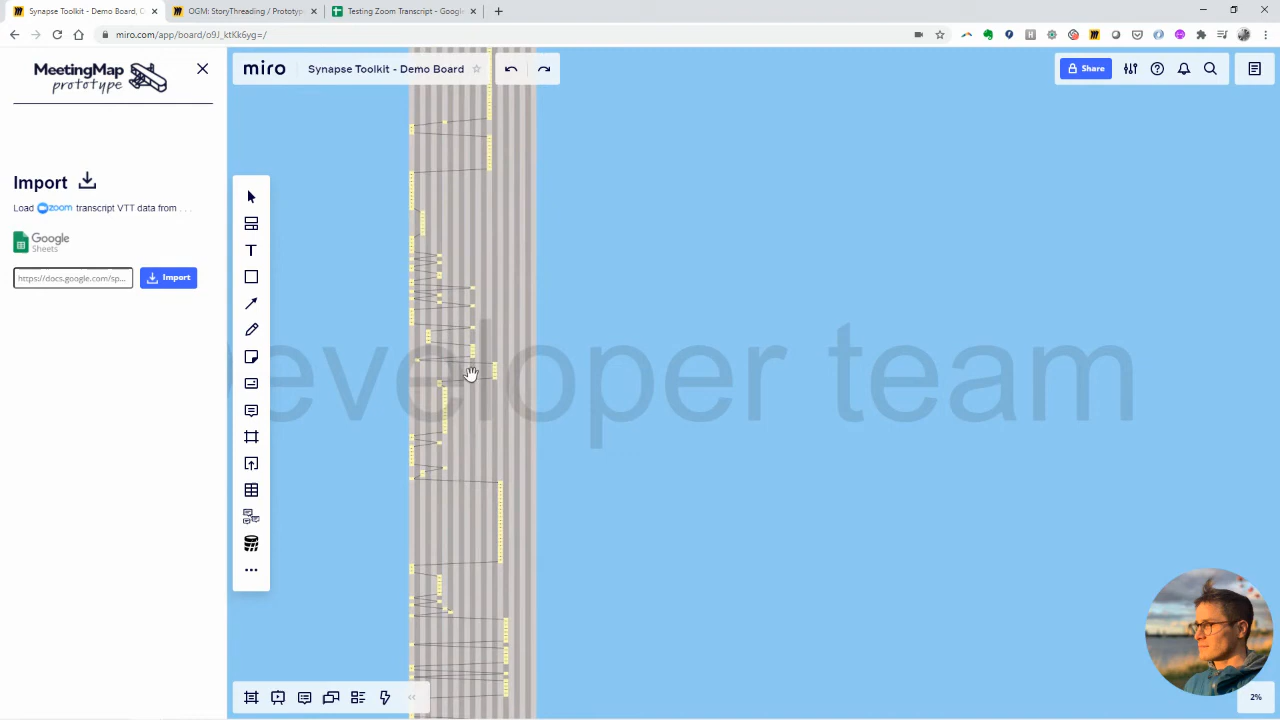 Synapse Toolkit - Demo Board, O
OGM: StoryThreading / Prototyp
Testing Zoom Transcript - Google
miro.com/app/board/o9J_ktKk6yg=/
MeetingMap
prototype
miro
Synapse Toolkit - Demo Board
Share
Import
Load zoom transcript VTT data from . . .
Google
Sheets
https://docs.google.com/sp...
Import
Developer team
2%